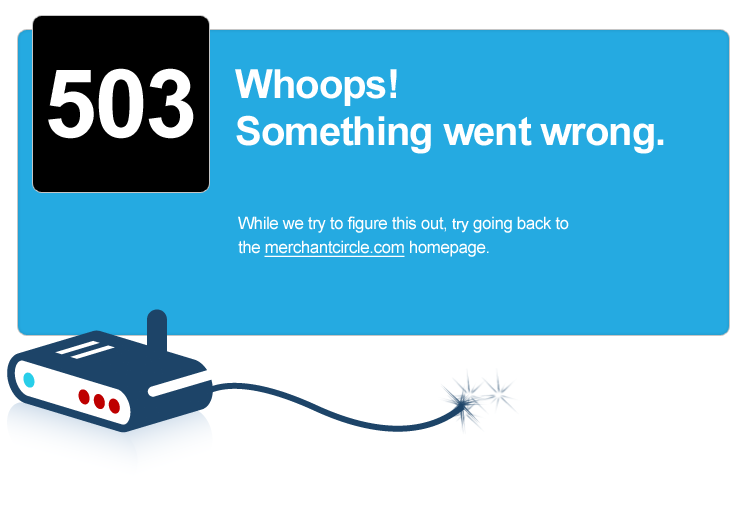 503
Whoops!
Something went wrong.
While we try to figure this out, try going back to
the merchantcircle.com homepage.